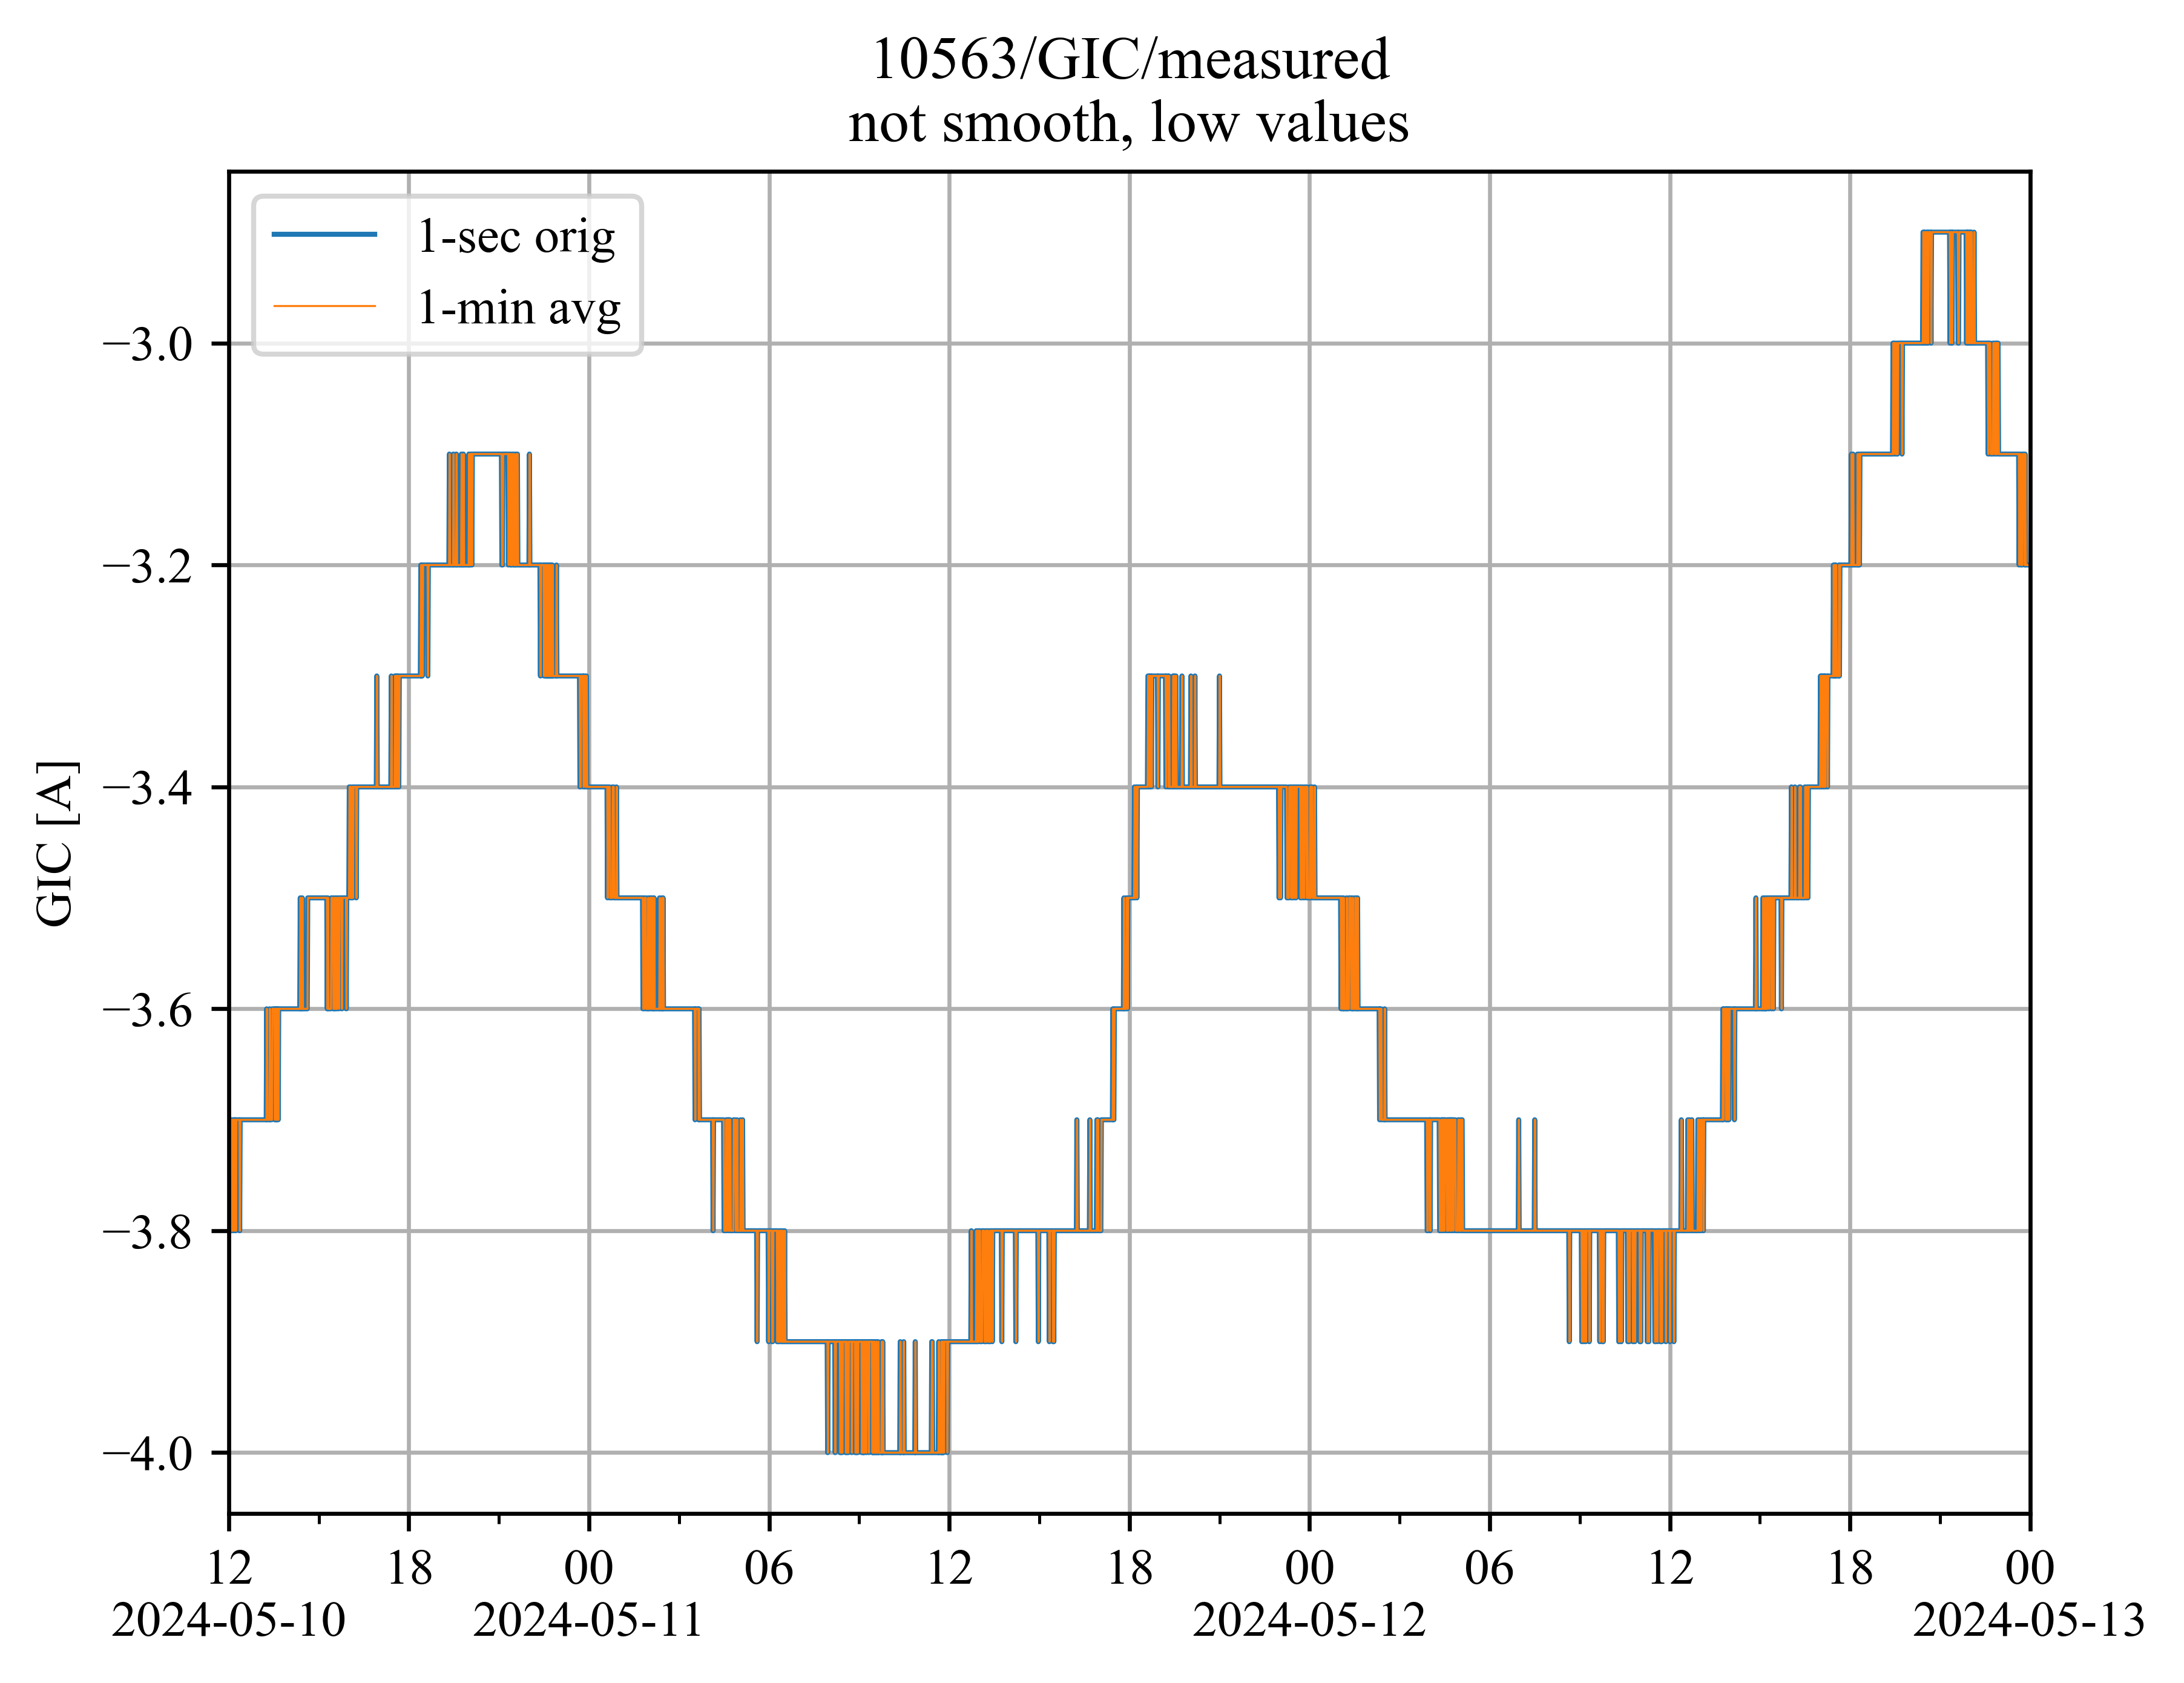 10563/GIC/measured
not smooth, low values
1-sec orig
1-min avg
GIC [A]
−3.0
−3.2
−3.4
−3.6
−3.8
−4.0
12 18 00 06 12 18 00 06 12 18 00
2024-05-10 2024-05-11 2024-05-12 2024-05-13